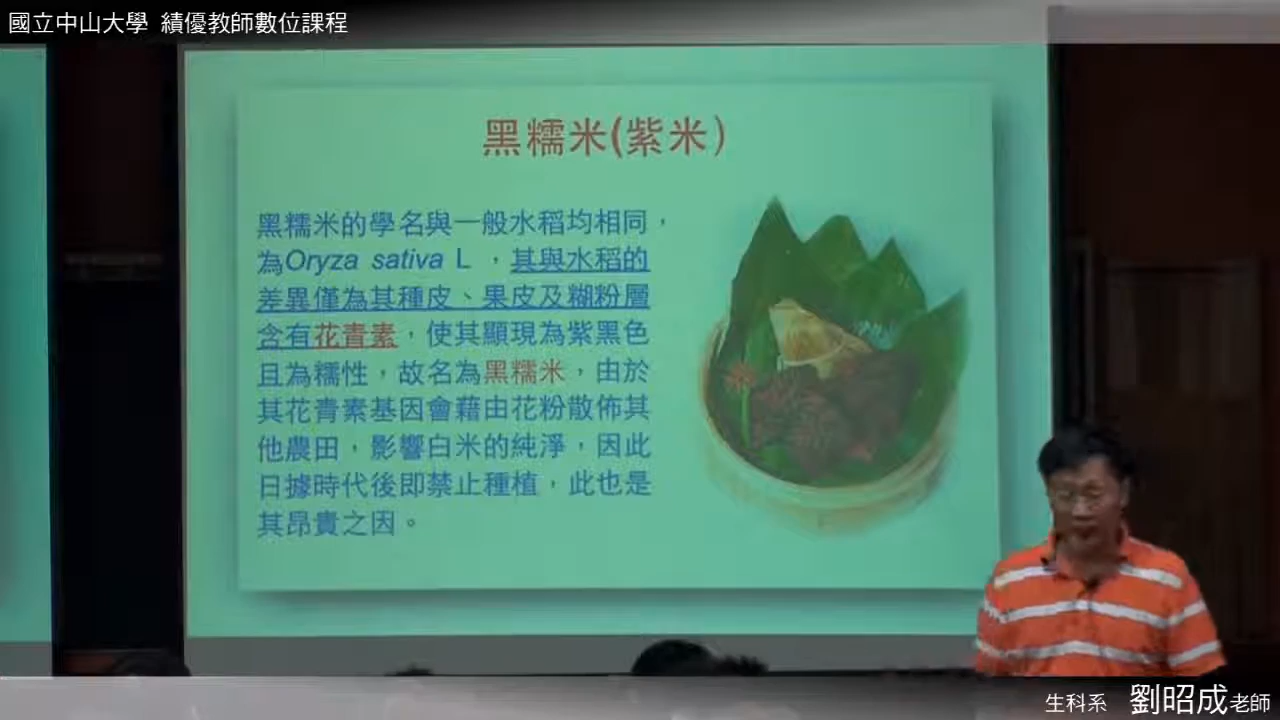 國立中山大學 績優教師數位課程
黑糯米(紫米)
黑糯米的學名與一般水稻均相同，
為Oryza sativa L ，其與水稻的
差異僅為其種皮、果皮及糊粉層
含有花青素，使其顯現為紫黑色
且為糯性，故名為黑糯米，由於
其花青素基因會藉由花粉散佈其
他農田，影響白米的純淨，因此
日據時代後即禁止種植，此也是
其昂貴之因。
生科系 劉昭成老師